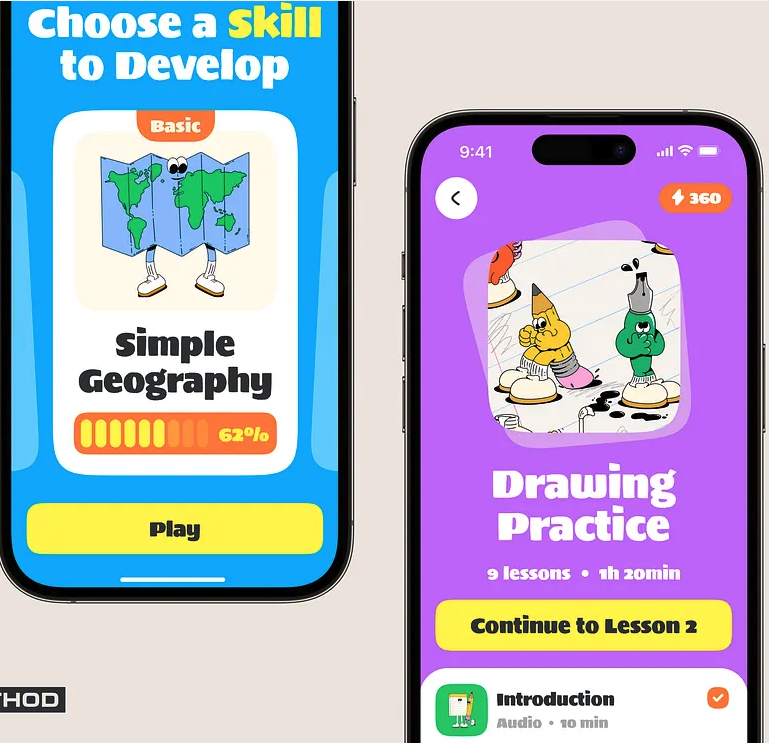 Choose a Skill
to Develop
Basic
Simple
Geography
62%
Play
THOD
9:41
360
Drawing
Practice
9 lessons • 1h 20min
Continue to Lesson 2
Introduction
Audio • 10 min